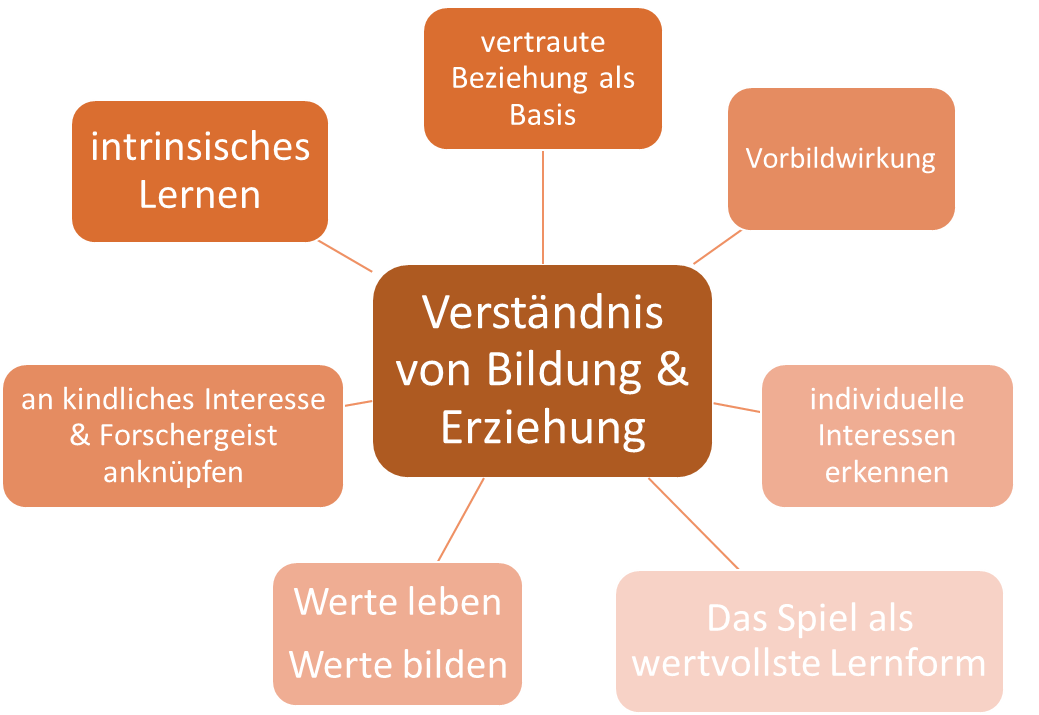 vertraute
Beziehung als
Basis
intrinsisches
Lernen
Vorbildwirkung
Verständnis
von Bildung &
Erziehung
an kindliches Interesse
& Forschergeist
anknüpfen
individuelle
Interessen
erkennen
Werte leben
Werte bilden
Das Spiel als
wertvollste Lernform